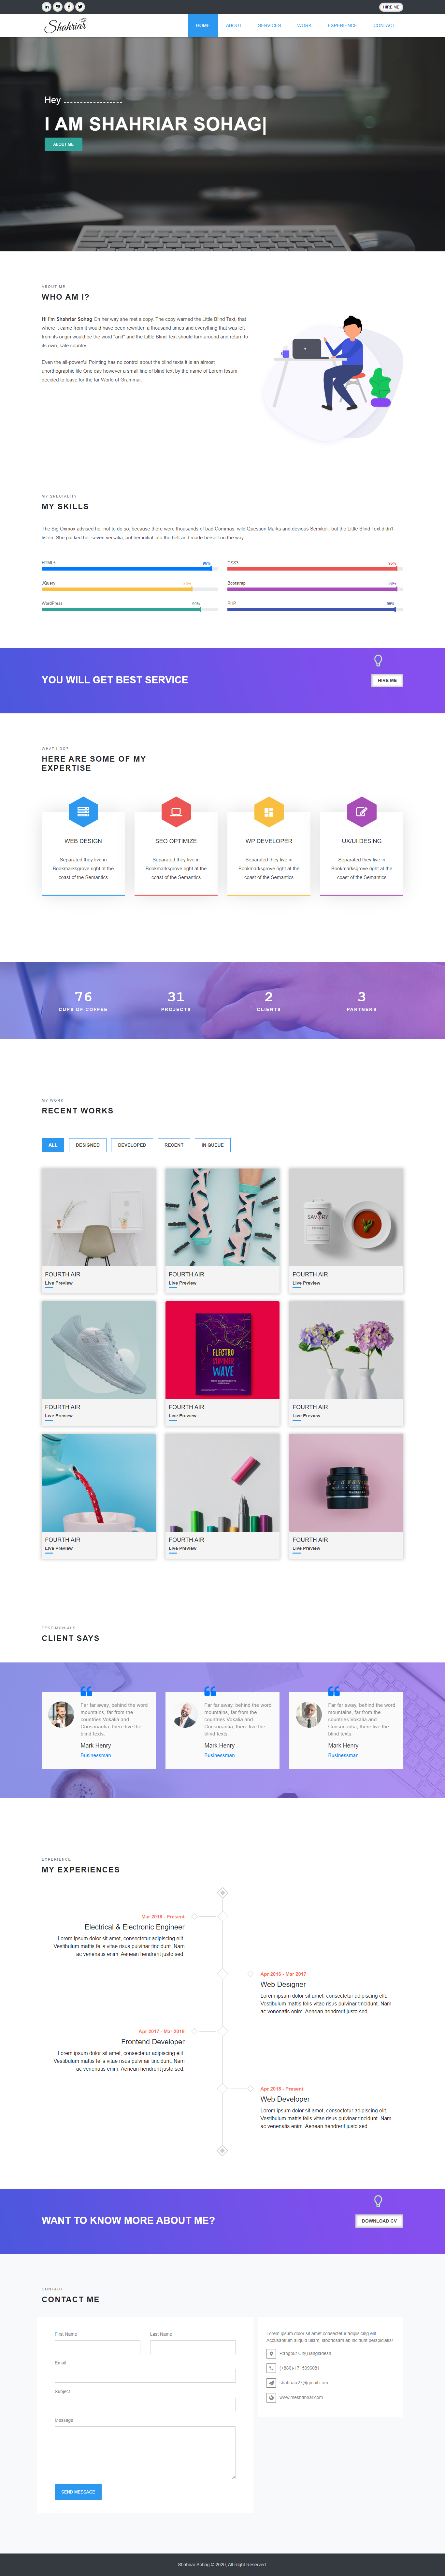 HIRE ME
Shahriar
HOME ABOUT SERVICES WORK EXPERIENCE CONTACT
Hey
I AM SHAHRIAR SOHAG|
ABOUT ME
ABOUT ME
WHO AM I?
Hi I'm Shahriar Sohag On her way she met a copy. The copy warned the Little Blind Text, that
where it came from it would have been rewritten a thousand times and everything that was left
from its origin would be the word "and" and the Little Blind Text should turn around and return to
its own, safe country.
Even the all-powerful Pointing has no control about the blind texts it is an almost
unorthographic life One day however a small line of blind text by the name of Lorem Ipsum
decided to leave for the far World of Grammar.
MY SPECIALITY
MY SKILLS
The Big Oxmox advised her not to do so, because there were thousands of bad Commas, wild Question Marks and devious Semikoli, but the Little Blind Text didn't
listen. She packed her seven versalia, put her initial into the belt and made herself on the way.
HTML5
CSS3
JQuery
Bootstrap
WordPress
PHP
YOU WILL GET BEST SERVICE
HIRE ME
WHAT I DO?
HERE ARE SOME OF MY
EXPERTISE
WEB DESIGN
Separated they live in
Bookmarksgrove right at the
coast of the Semantics
SEO OPTIMIZE
Separated they live in
Bookmarksgrove right at the
coast of the Semantics
WP DEVELOPER
Separated they live in
Bookmarksgrove right at the
coast of the Semantics
UX/UI DESING
Separated they live in
Bookmarksgrove right at the
coast of the Semantics
76
CUPS OF COFFEE
31
PROJECTS
2
CLIENTS
3
PARTNERS
MY WORK
RECENT WORKS
ALL DESIGNED DEVELOPED RECENT IN QUEUE
FOURTH AIR
Live Preview
FOURTH AIR
Live Preview
SAVORY
FOURTH AIR
Live Preview
FOURTH AIR
Live Preview
ELECTRO
SUMMER
WAVE
FOURTH AIR
Live Preview
FOURTH AIR
Live Preview
FOURTH AIR
Live Preview
FOURTH AIR
Live Preview
FOURTH AIR
Live Preview
TESTIMONIALS
CLIENT SAYS
Far far away, behind the word
mountains, far from the
countries Vokalia and
Consonantia, there live the
blind texts.
Mark Henry
Businessman
Far far away, behind the word
mountains, far from the
countries Vokalia and
Consonantia, there live the
blind texts.
Mark Henry
Businessman
Far far away, behind the word
mountains, far from the
countries Vokalia and
Consonantia, there live the
blind texts.
Mark Henry
Businessman
EXPERIENCE
MY EXPERIENCES
Mar 2016 - Present
Electrical & Electronic Engineer
Lorem ipsum dolor sit amet, consectetur adipiscing elit.
Vestibulum mattis felis vitae risus pulvinar tincidunt. Nam
ac venenatis enim. Aenean hendrerit justo sed.
Apr 2016 - Mar 2017
Web Designer
Lorem ipsum dolor sit amet, consectetur adipiscing elit.
Vestibulum mattis felis vitae risus pulvinar tincidunt. Nam
ac venenatis enim. Aenean hendrerit justo sed.
Apr 2017 - Mar 2018
Frontend Developer
Lorem ipsum dolor sit amet, consectetur adipiscing elit.
Vestibulum mattis felis vitae risus pulvinar tincidunt. Nam
ac venenatis enim. Aenean hendrerit justo sed.
Apr 2018 - Present
Web Developer
Lorem ipsum dolor sit amet, consectetur adipiscing elit.
Vestibulum mattis felis vitae risus pulvinar tincidunt. Nam
ac venenatis enim. Aenean hendrerit justo sed.
WANT TO KNOW MORE ABOUT ME?
DOWNLOAD CV
CONTACT
CONTACT ME
First Name
Last Name
Email
Subject
Message
SEND MESSAGE
Lorem ipsum dolor sit amet consectetur adipisicing elit.
Accusantium aliquid ullam, laboriosam ab incidunt perspiciatis!
Rangpur City,Bangladesh
shahriarr27@gmail.com
www.meshahriar.com
Shahriar Sohag © 2020, All Right Reserved